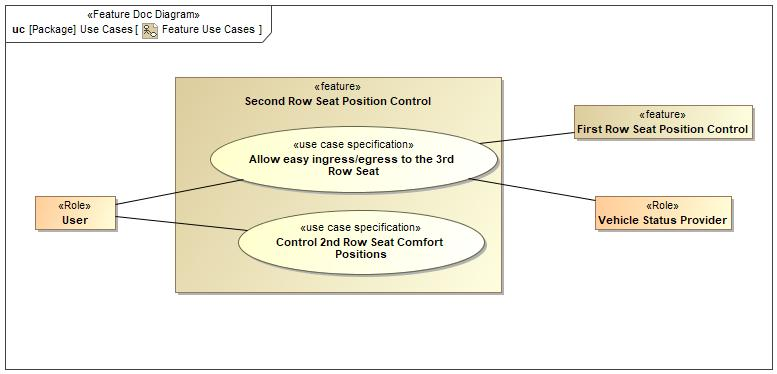 «Feature Doc Diagram»
uc [Package] Use Cases [ Feature Use Cases ]
«feature»
Second Row Seat Position Control
«use case specification»
Allow easy ingress/egress to the 3rd
Row Seat
«feature»
First Row Seat Position Control
«Role»
User
«Role»
Vehicle Status Provider
«use case specification»
Control 2nd Row Seat Comfort
Positions